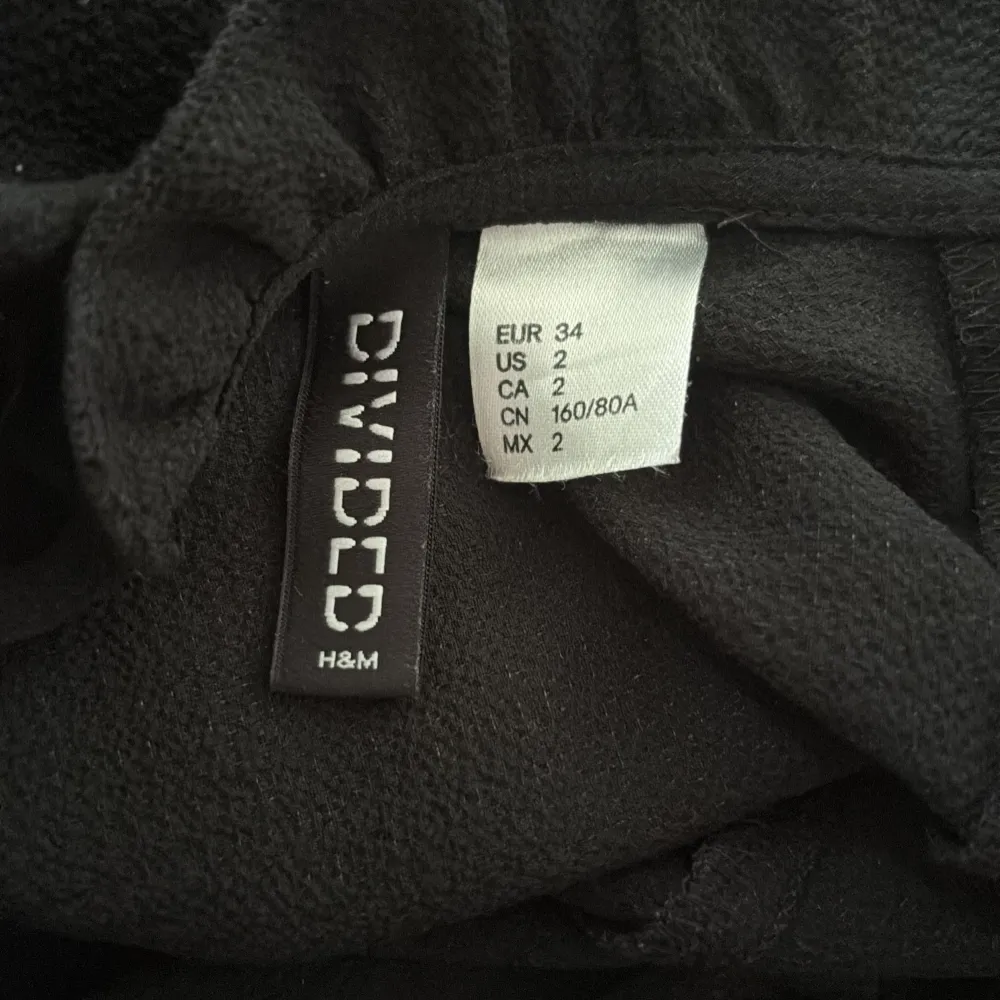 DIVIDED
H&M
EUR 34
US 2
CA 2
CN 160/80A
MX 2